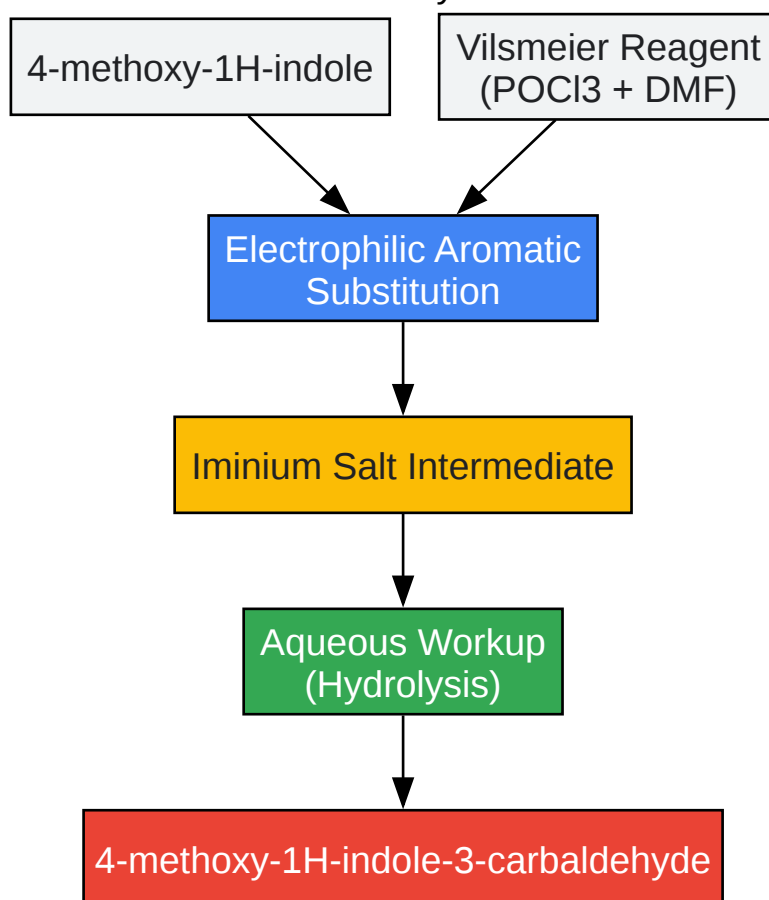 4-methoxy-1H-indole
Vilsmeier Reagent
(POCl3 + DMF)
Electrophilic Aromatic
Substitution
Iminium Salt Intermediate
Aqueous Workup
(Hydrolysis)
4-methoxy-1H-indole-3-carbaldehyde